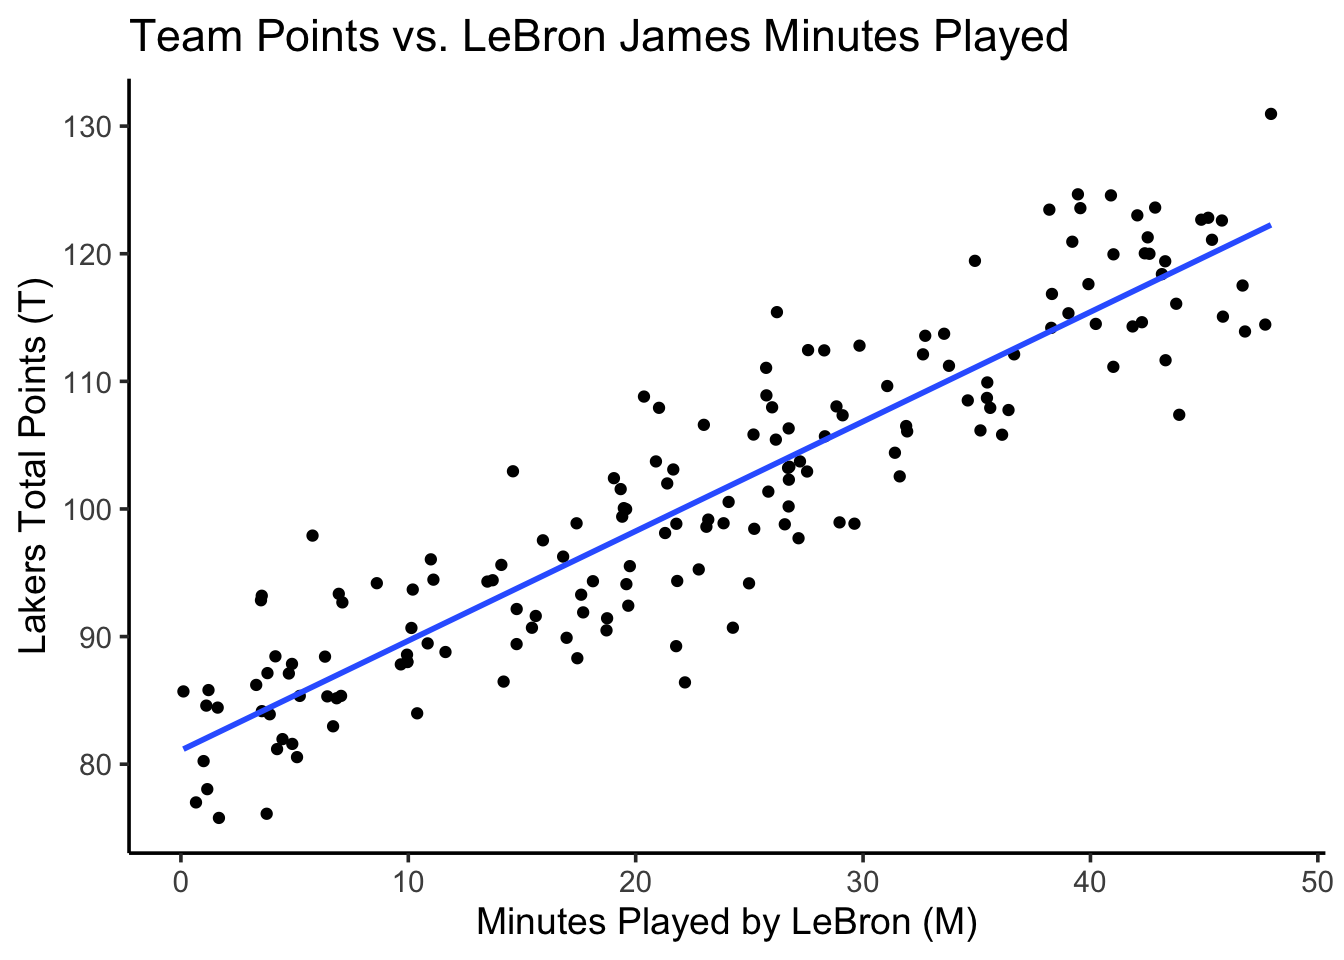 Team Points vs. LeBron James Minutes Played
130
120
110
100
90
80
Lakers Total Points (T)
0 10 20 30 40 50
Minutes Played by LeBron (M)